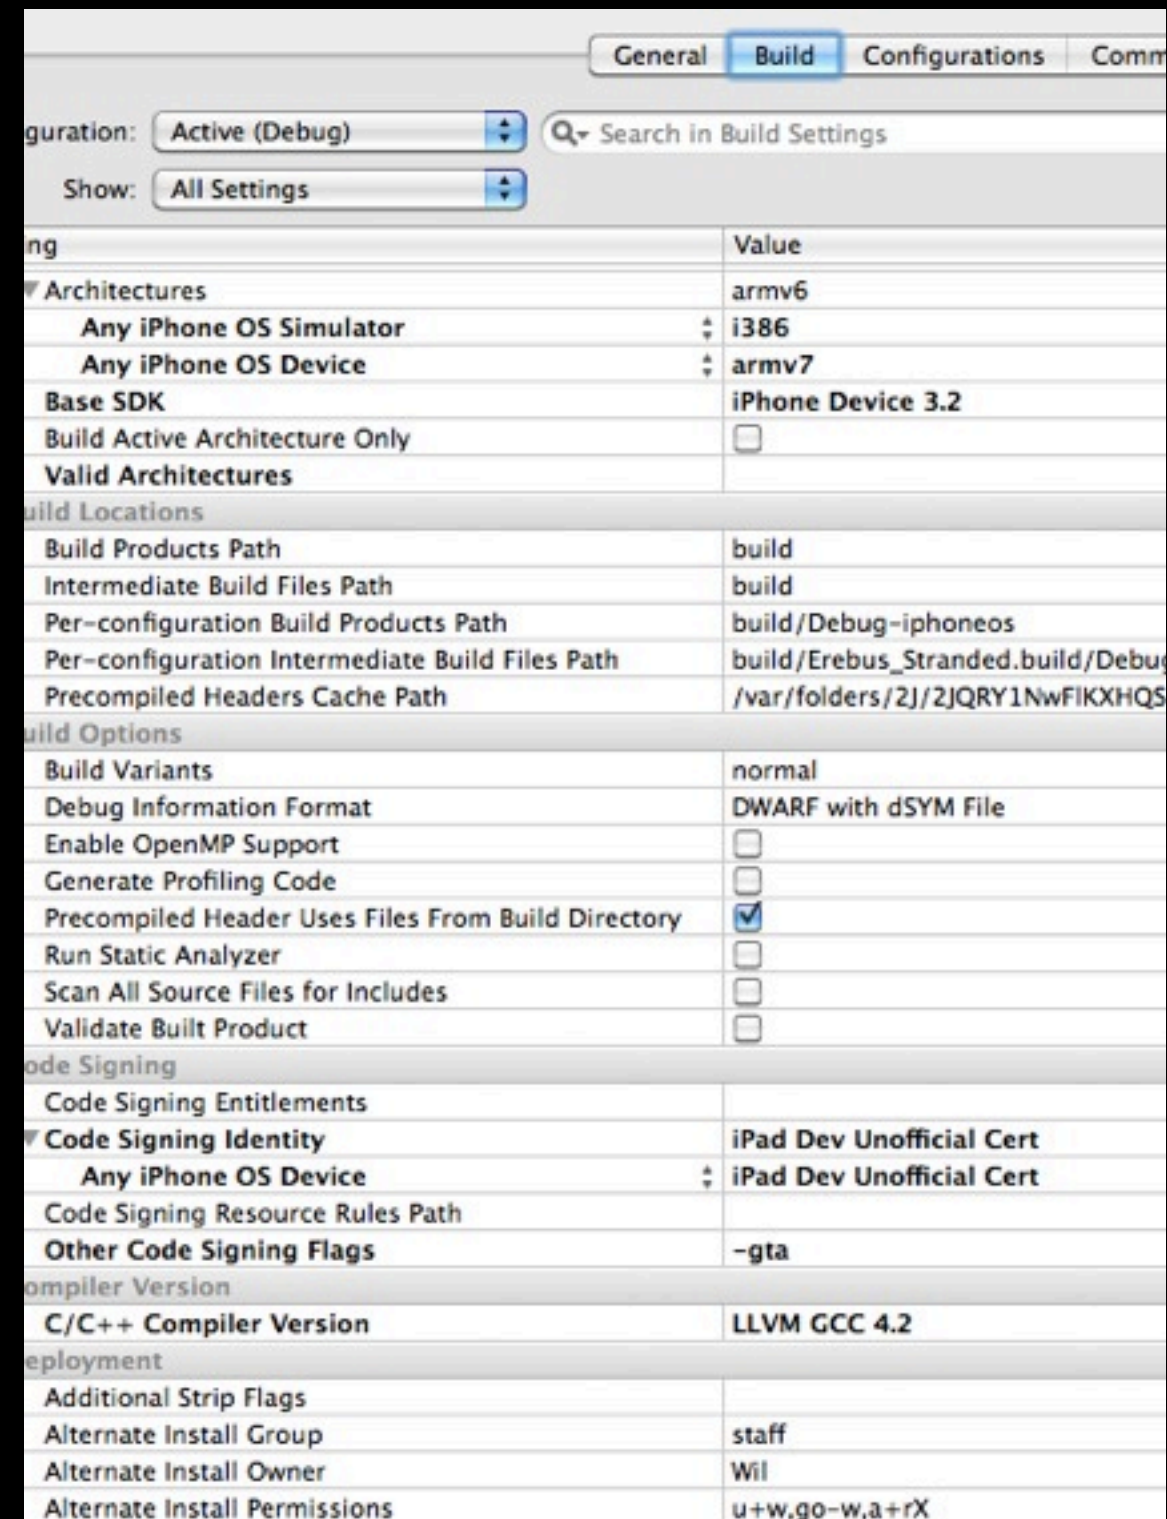 General Build Configurations Comm
guration: Active (Debug) Search in Build Settings
Show: All Settings
ng Value
Architectures armv6
Any iPhone OS Simulator i386
Any iPhone OS Device armv7
Base SDK iPhone Device 3.2
Build Active Architecture Only
Valid Architectures
uild Locations
Build Products Path build
Intermediate Build Files Path build
Per-configuration Build Products Path build/Debug-iphoneos
Per-configuration Intermediate Build Files Path build/Erebus_Stranded.build/Debug
Precompiled Headers Cache Path /var/folders/2J/2JQRY1NwFlKXHQS
uild Options
Build Variants normal
Debug Information Format DWARF with dSYM File
Enable OpenMP Support
Generate Profiling Code
Precompiled Header Uses Files From Build Directory
Run Static Analyzer
Scan All Source Files for Includes
Validate Built Product
ode Signing
Code Signing Entitlements
Code Signing Identity iPad Dev Unofficial Cert
Any iPhone OS Device iPad Dev Unofficial Cert
Code Signing Resource Rules Path
Other Code Signing Flags -gta
ompiler Version
C/C++ Compiler Version LLVM GCC 4.2
eployment
Additional Strip Flags
Alternate Install Group staff
Alternate Install Owner Wil
Alternate Install Permissions u+w,go-w,a+rX